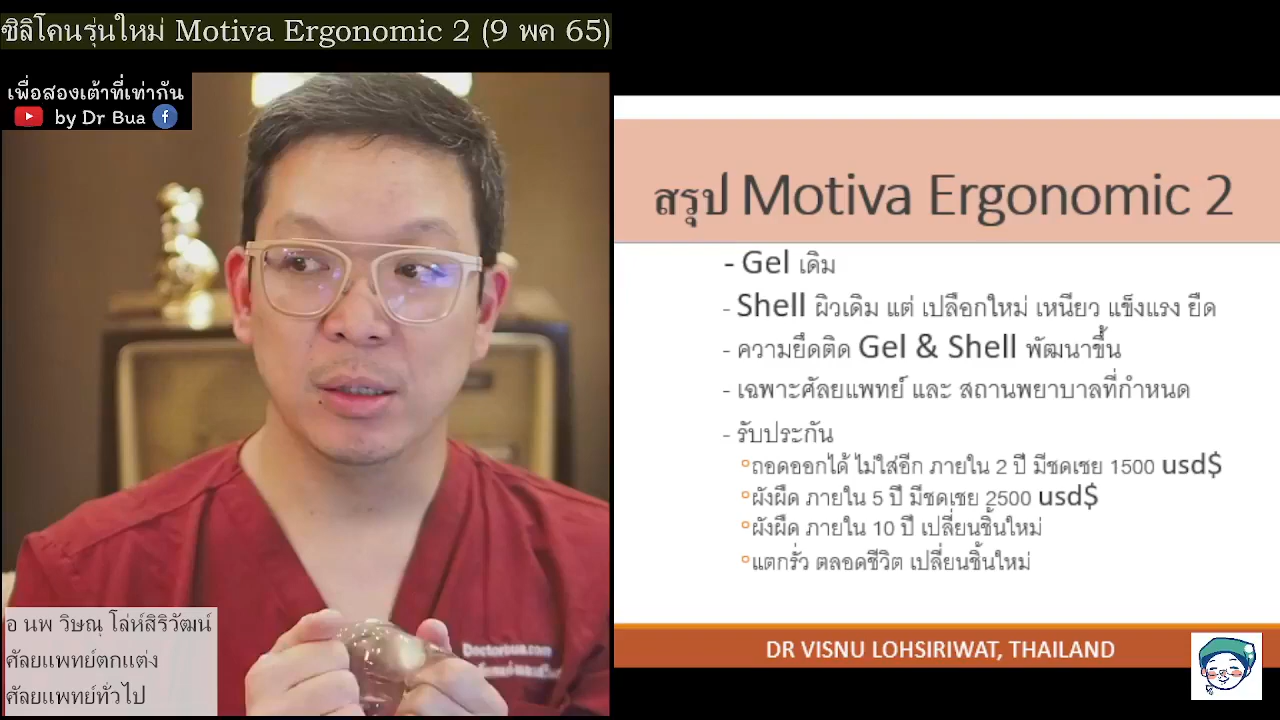 ซิลิโคนรุ่นใหม่ Motiva Ergonomic 2 (9 พค 65)
เพื่อสองเต้าที่เท่ากัน
by Dr Bua
สรุป Motiva Ergonomic 2
- Gel เดิม
- Shell ผิวเดิม แต่ เปลือกใหม่ เหนียว แข็งแรง ยืด
- ความยึดติด Gel & Shell พัฒนาขึ้น
- เฉพาะศัลยแพทย์ และ สถานพยาบาลที่กำหนด
- รับประกัน
ถอดออกได้ ไม่ใส่อีก ภายใน 2 ปี มีชดเชย 1500 usd$
ผังผืด ภายใน 5 ปี มีชดเชย 2500 usd$
ผังผืด ภายใน 10 ปี เปลี่ยนชิ้นใหม่
แตกรั่ว ตลอดชีวิต เปลี่ยนชิ้นใหม่
DR VISNU LOHSIRIWAT, THAILAND
อ นพ วิษณุ โล่ห์สิริวัฒน์
ศัลยแพทย์ตกแต่ง
ศัลยแพทย์ทั่วไป
Doctorbua.com